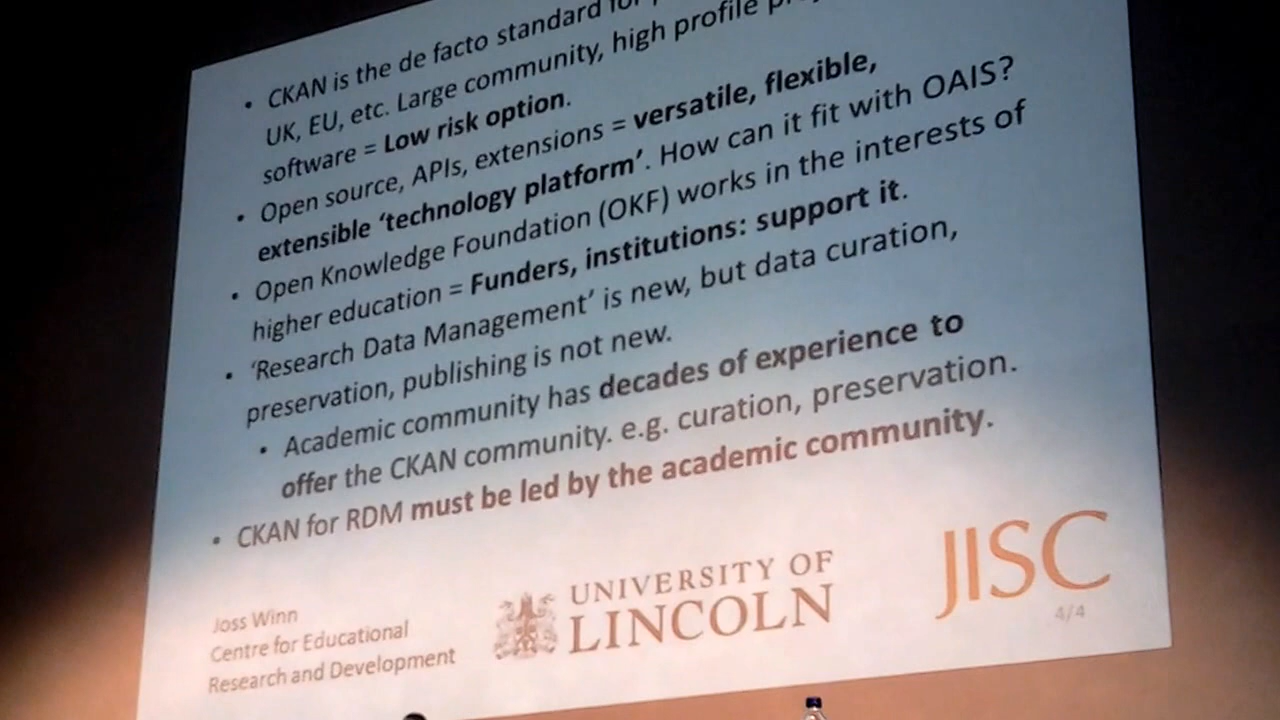 • CKAN is the de facto standard for
UK, EU, etc. Large community, high profile
software = Low risk option.
• Open source, APIs, extensions = versatile, flexible,
extensible ‘technology platform’. How can it fit with OAIS?
• Open Knowledge Foundation (OKF) works in the interests of
higher education = Funders, institutions: support it.
• ‘Research Data Management’ is new, but data curation,
preservation, publishing is not new.
• Academic community has decades of experience to
offer the CKAN community. e.g. curation, preservation.
• CKAN for RDM must be led by the academic community.
Joss Winn
Centre for Educational
Research and Development
UNIVERSITY OF
LINCOLN
JISC
4/4